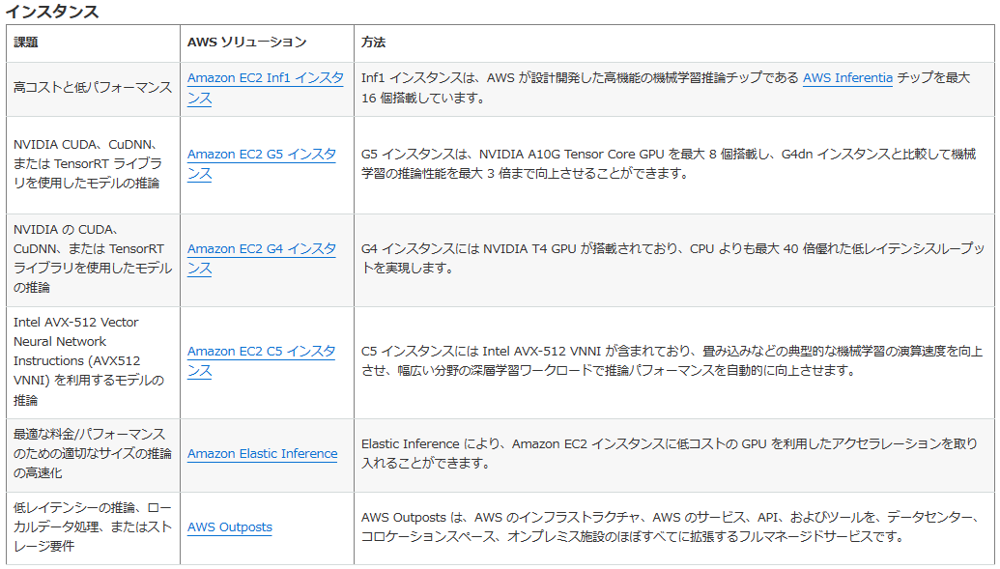 インスタンス
課題
AWS ソリューション
方法
高コストと低パフォーマンス
Amazon EC2 Inf1 インスタ
ンス
Inf1 インスタンスは、AWS が設計開発した高機能の機械学習推論チップである AWS Inferentia チップを最大
16 個搭載しています。
NVIDIA CUDA、CuDNN、
または TensorRT ライブラ
リを使用したモデルの推論
Amazon EC2 G5 インスタ
ンス
G5 インスタンスは、NVIDIA A10G Tensor Core GPU を最大 8 個搭載し、G4dn インスタンスと比較して機械
学習の推論性能を最大 3 倍まで向上させることができます。
NVIDIA の CUDA、
CuDNN、または TensorRT
ライブラリを使用したモデル
の推論
Amazon EC2 G4 インスタ
ンス
G4 インスタンスには NVIDIA T4 GPU が搭載されており、CPU よりも最大 40 倍優れた低レイテンシスループッ
トを実現します。
Intel AVX-512 Vector
Neural Network
Instructions (AVX512
VNNI) を利用するモデルの
推論
Amazon EC2 C5 インスタ
ンス
C5 インスタンスには Intel AVX-512 VNNI が含まれており、畳み込みなどの典型的な機械学習の演算速度を向上
させ、幅広い分野の深層学習ワークロードで推論パフォーマンスを自動的に向上させます。
最適な料金/パフォーマンス
のための適切なサイズの推論
の高速化
Amazon Elastic Inference
Elastic Inference により、Amazon EC2 インスタンスに低コストの GPU を利用したアクセラレーションを取り
入れることができます。
低レイテンシーの推論、ロー
カルデータ処理、またはスト
レージ要件
AWS Outposts
AWS Outposts は、AWS のインフラストラクチャ、AWS のサービス、API、およびツールを、データセンター、
コロケーションスペース、オンプレミス施設のほぼすべてに拡張するフルマネージドサービスです。